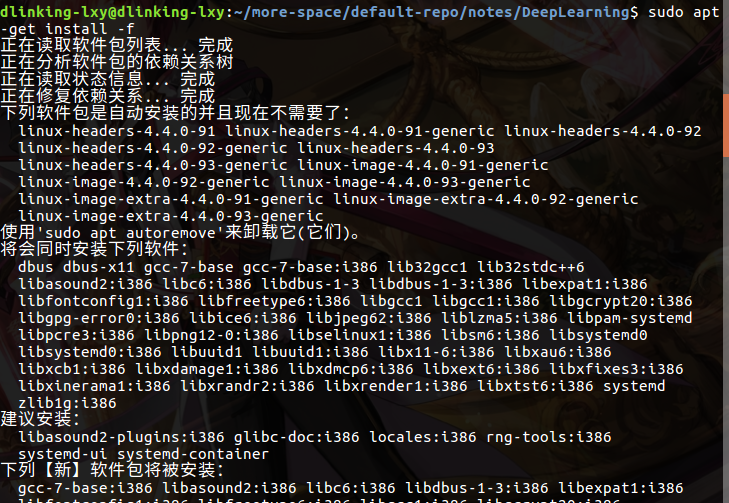 dlinking-lxy@dlinking-lxy:~/more-space/default-repo/notes/DeepLearning$ sudo apt
-get install -f
正在读取软件包列表... 完成
正在分析软件包的依赖关系树
正在读取状态信息... 完成
正在修复依赖关系... 完成
下列软件包是自动安装的并且现在不需要了:
linux-headers-4.4.0-91 linux-headers-4.4.0-91-generic linux-headers-4.4.0-92
linux-headers-4.4.0-92-generic linux-headers-4.4.0-93
linux-headers-4.4.0-93-generic linux-image-4.4.0-91-generic
linux-image-4.4.0-92-generic linux-image-4.4.0-93-generic
linux-image-extra-4.4.0-91-generic linux-image-extra-4.4.0-92-generic
linux-image-extra-4.4.0-93-generic
使用'sudo apt autoremove'来卸载它(它们)。
将会同时安装下列软件:
dbus dbus-x11 gcc-7-base gcc-7-base:i386 lib32gcc1 lib32stdc++6
libasound2:i386 libc6:i386 libdbus-1-3 libdbus-1-3:i386 libexpat1:i386
libfontconfig1:i386 libfreetype6:i386 libgcc1 libgcc1:i386 libgcrypt20:i386
libgpg-error0:i386 libice6:i386 libjpeg62:i386 liblzma5:i386 libpam-systemd
libpcre3:i386 libpng12-0:i386 libselinux1:i386 libsm6:i386 libsystemd0
libsystemd0:i386 libuuid1 libuuid1:i386 libx11-6:i386 libxau6:i386
libxcb1:i386 libxdamage1:i386 libxdmcp6:i386 libxext6:i386 libxfixes3:i386
libxinerama1:i386 libxrandr2:i386 libxrender1:i386 libxtst6:i386 systemd
zlib1g:i386
建议安装:
libasound2-plugins:i386 glibc-doc:i386 locales:i386 rng-tools:i386
systemd-ui systemd-container
下列【新】软件包将被安装:
gcc-7-base:i386 libasound2:i386 libc6:i386 libdbus-1-3:i386 libexpat1:i386
libfontconfig1:i386 libfreetype6:i386 libgcc1:i386 libgcrypt20:i386